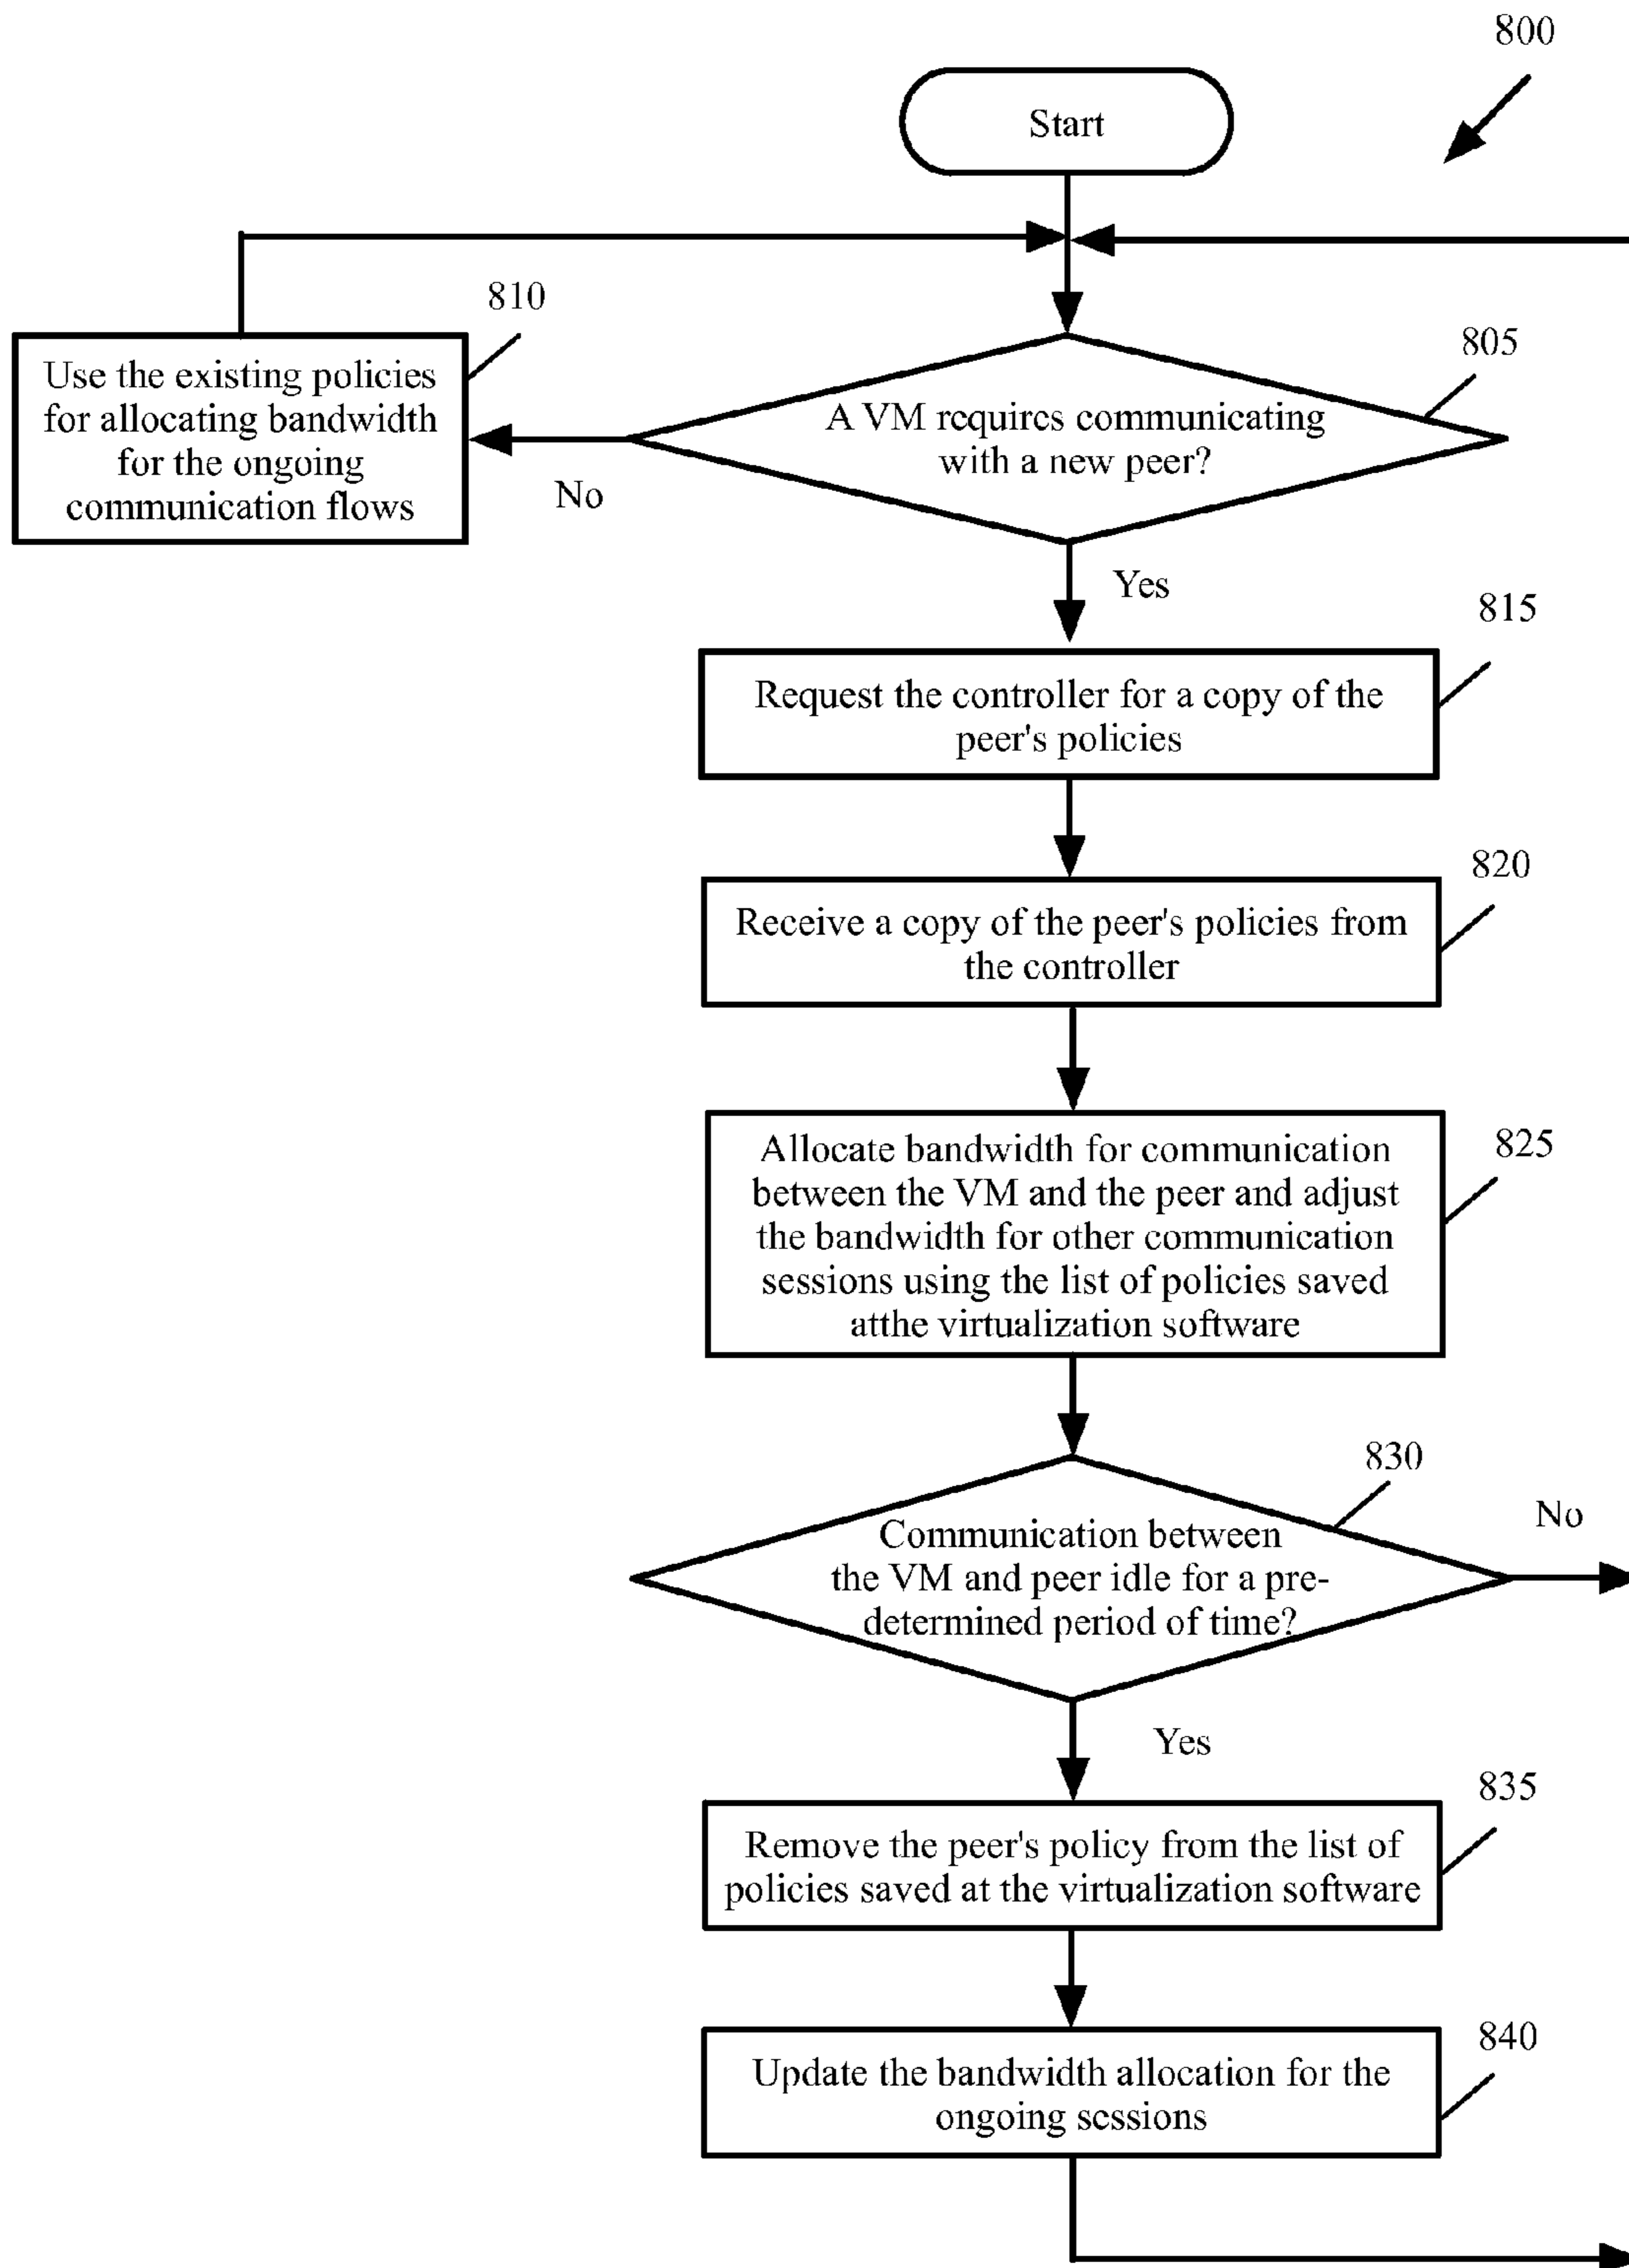 800
Start
810
Use the existing policies
for allocating bandwidth
for the ongoing
communication flows
805
A VM requires communicating
with a new peer?
No
Yes
815
Request the controller for a copy of the
peer's policies
820
Receive a copy of the peer's policies from
the controller
825
Allocate bandwidth for communication
between the VM and the peer and adjust
the bandwidth for other communication
sessions using the list of policies saved
atthe virtualization software
830
Communication between
the VM and peer idle for a pre-
determined period of time?
No
Yes
835
Remove the peer's policy from the list of
policies saved at the virtualization software
840
Update the bandwidth allocation for the
ongoing sessions